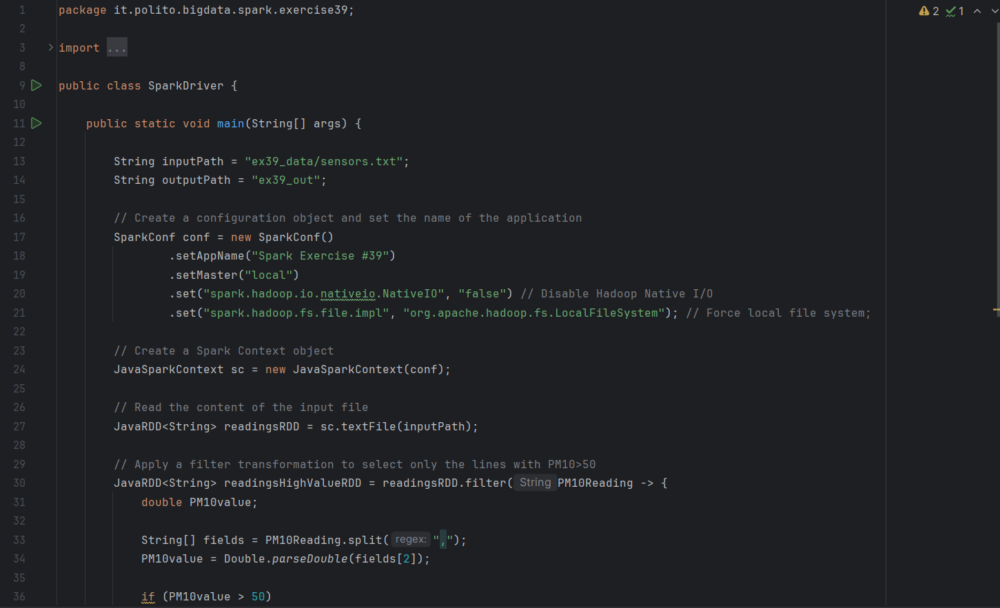 1 package it.polito.bigdata.spark.exercise39;
2
3 import ...
8
9 public class SparkDriver {
10
11 public static void main(String[] args) {
12
13 String inputPath = "ex39_data/sensors.txt";
14 String outputPath = "ex39_out";
15
16 // Create a configuration object and set the name of the application
17 SparkConf conf = new SparkConf()
18 .setAppName("Spark Exercise #39")
19 .setMaster("local")
20 .set("spark.hadoop.io.nativeio.NativeIO", "false") // Disable Hadoop Native I/O
21 .set("spark.hadoop.fs.file.impl", "org.apache.hadoop.fs.LocalFileSystem"); // Force local file system;
22
23 // Create a Spark Context object
24 JavaSparkContext sc = new JavaSparkContext(conf);
25
26 // Read the content of the input file
27 JavaRDD<String> readingsRDD = sc.textFile(inputPath);
28
29 // Apply a filter transformation to select only the lines with PM10>50
30 JavaRDD<String> readingsHighValueRDD = readingsRDD.filter( String PM10Reading -> {
31 double PM10value;
32
33 String[] fields = PM10Reading.split( regex: ",");
34 PM10value = Double.parseDouble(fields[2]);
35
36 if (PM10value > 50)
2 1